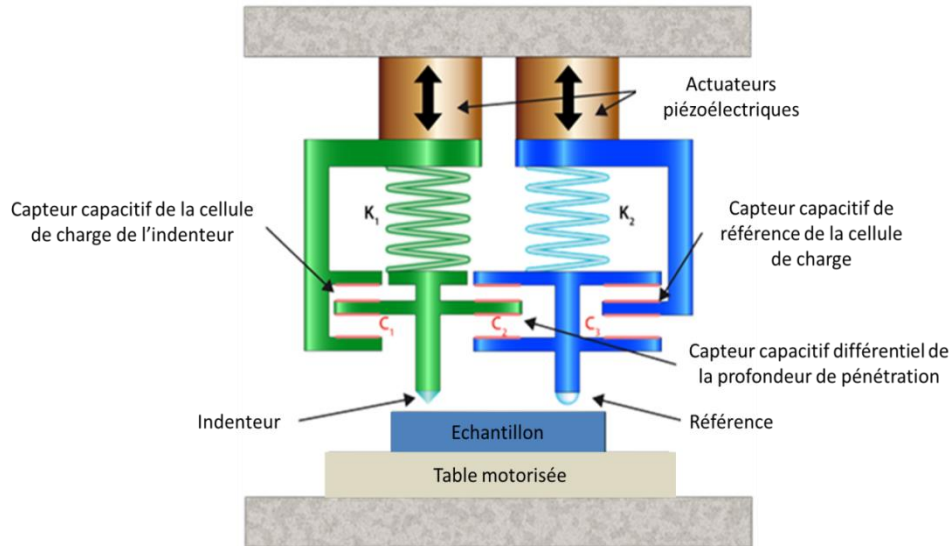 Actuateurs
piézoélectriques
Capteur capacitif de la cellule
de charge de l’indenteur
K₁
K₂
Capteur capacitif de
référence de la cellule
de charge
C₁
C₂
C₃
Capteur capacitif différentiel de
la profondeur de pénétration
Indenteur
Référence
Echantillon
Table motorisée